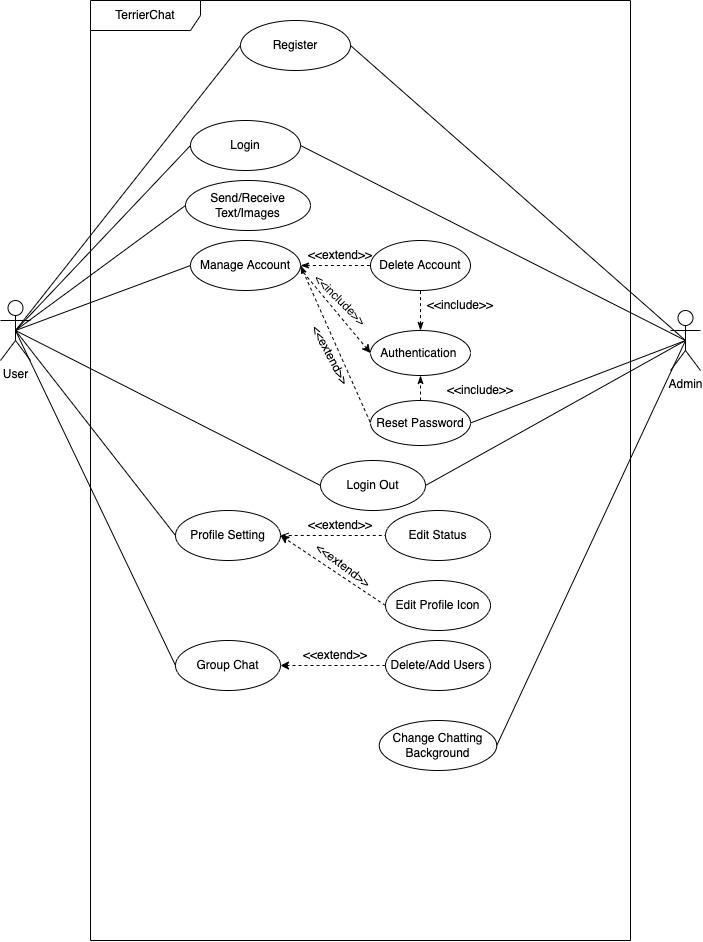 TerrierChat
Register
Login
Send/Receive
Text/Images
Manage Account
<<extend>>
Delete Account
<<include>>
<<include>>
<<extend>>
Authentication
<<include>>
Reset Password
User
Admin
Login Out
Profile Setting
<<extend>>
Edit Status
<<extend>>
Edit Profile Icon
Group Chat
<<extend>>
Delete/Add Users
Change Chatting
Background